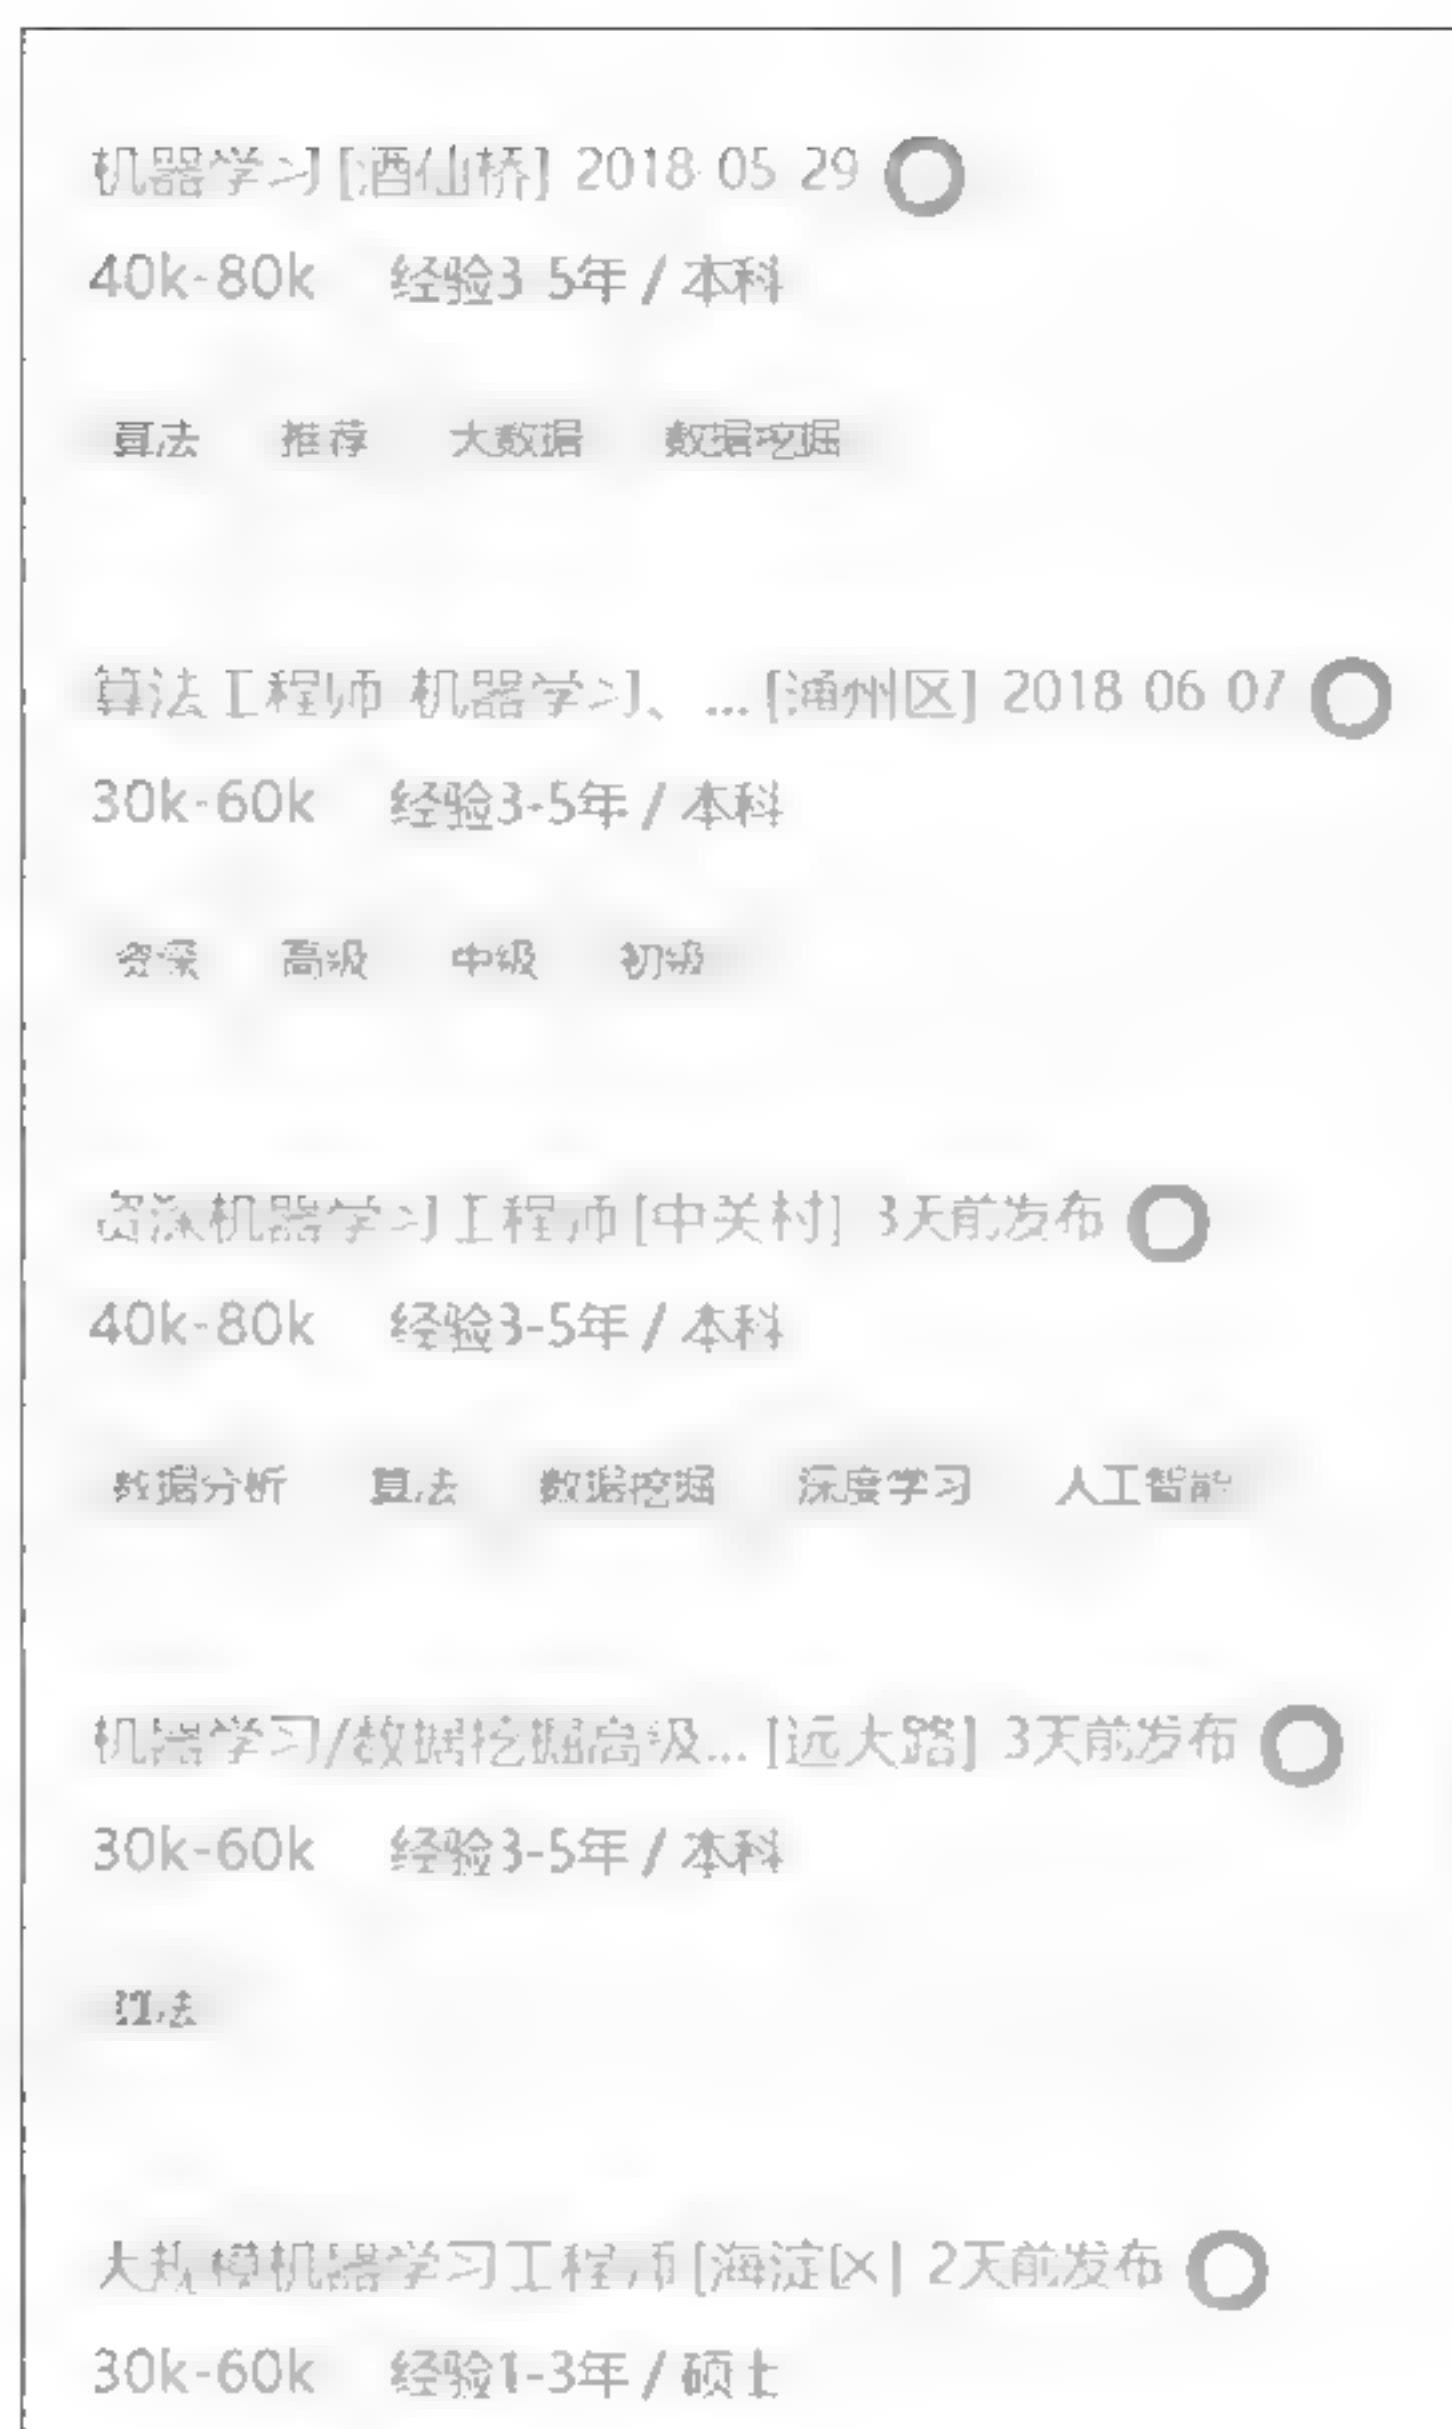 机器学习 [酒仙桥] 2018-05-29
40k-80k 经验3-5年 / 本科
算法 推荐 大数据 数据挖掘
算法工程师-机器学习、... [通州区] 2018-06-07
30k-60k 经验3-5年 / 本科
资深 高级 中级 初级
资深机器学习工程师 [中关村] 3天前发布
40k-80k 经验3-5年 / 本科
数据分析 算法 数据挖掘 深度学习 人工智能
机器学习/数据挖掘高级... [远大路] 3天前发布
30k-60k 经验3-5年 / 本科
算法
大规模机器学习工程师 [海淀区] 2天前发布
30k-60k 经验1-3年 / 硕士